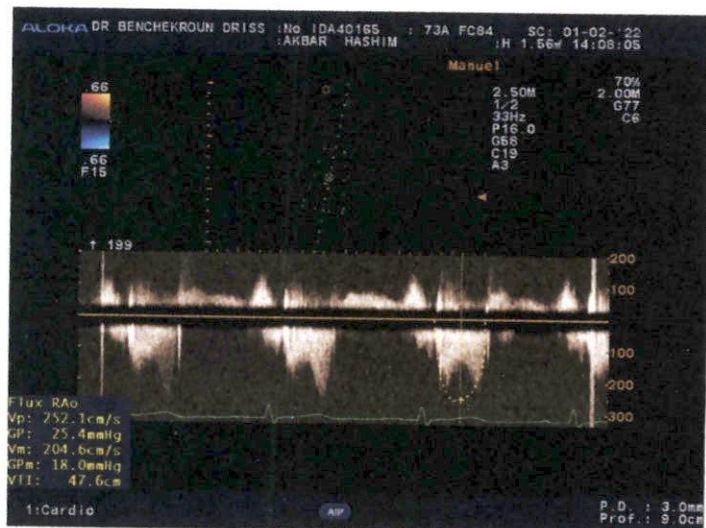 ALOKA DR BENCHEKROUN DRISS :No IDA40165 : 73A FC84 SC: 01-02-'22
:AKBAR HASHIM :H 1.56㎡ 14:08:05
Manuel
.66
.66
F15
2.50M
1/2
33Hz
P16.0
G58
C19
A3
70%
2.00M
G77
C6
↑ 199
-200
-100
-100
-200
-300
Flux RAo
Vp: 252.1cm/s
GP: 25.4mmHg
Vm: 204.6cm/s
GPm: 18.0mmHg
VTI: 47.6cm
1:Cardio
P.D. : 3.0mm
Prof.: 9.0cm